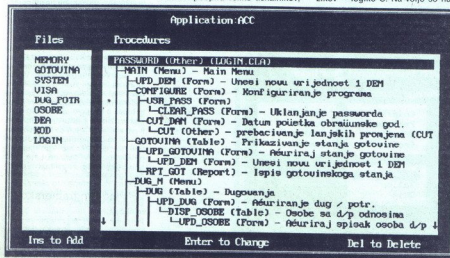 Application:ACC
Files
Procedures
MEMORY
GOTOVINA
SYSTEM
VISA
DUG_POTR
OSOBE
DEA
KOD
LOGIN
PASSWORD (Other) (LOGIN.CLA)
MAIN (Menu) - Main Menu
UPD_DEM (Form) - Unesi novu vrijednost 1 DEM
CONFIGURE (Form) - Konfiguriranje programa
USR_PASS (Form)
CLEAR_PASS (Form) - Uklanjanje passworda
CUT_DAM (Form) - Datum početka obračunske god.
CUT (Other) - prebacivanje lanjskih promjena (CUT
GOTOVINA (Table) - Prikazivanje stanja gotovine
UPD_GOTOVINA (Form) - Ažuriraj stanje gotovine
UPD_DEM (Form) - Unesi novu vrijednost 1 DEM
RPT_GOT (Report) - Ispis gotovinskoga stanja
DUG_M (Menu)
DUG (Table) - Dugovanja
UPD_DUG (Form) - Ažuriranje dug / potr.
DISP_OSOBE (Table) - Osobe sa d/p odnosima
UPD_OSOBE (Form) - Ažuriraj spisak osoba d/p
Ins to Add
Enter to Change
Del to Delete